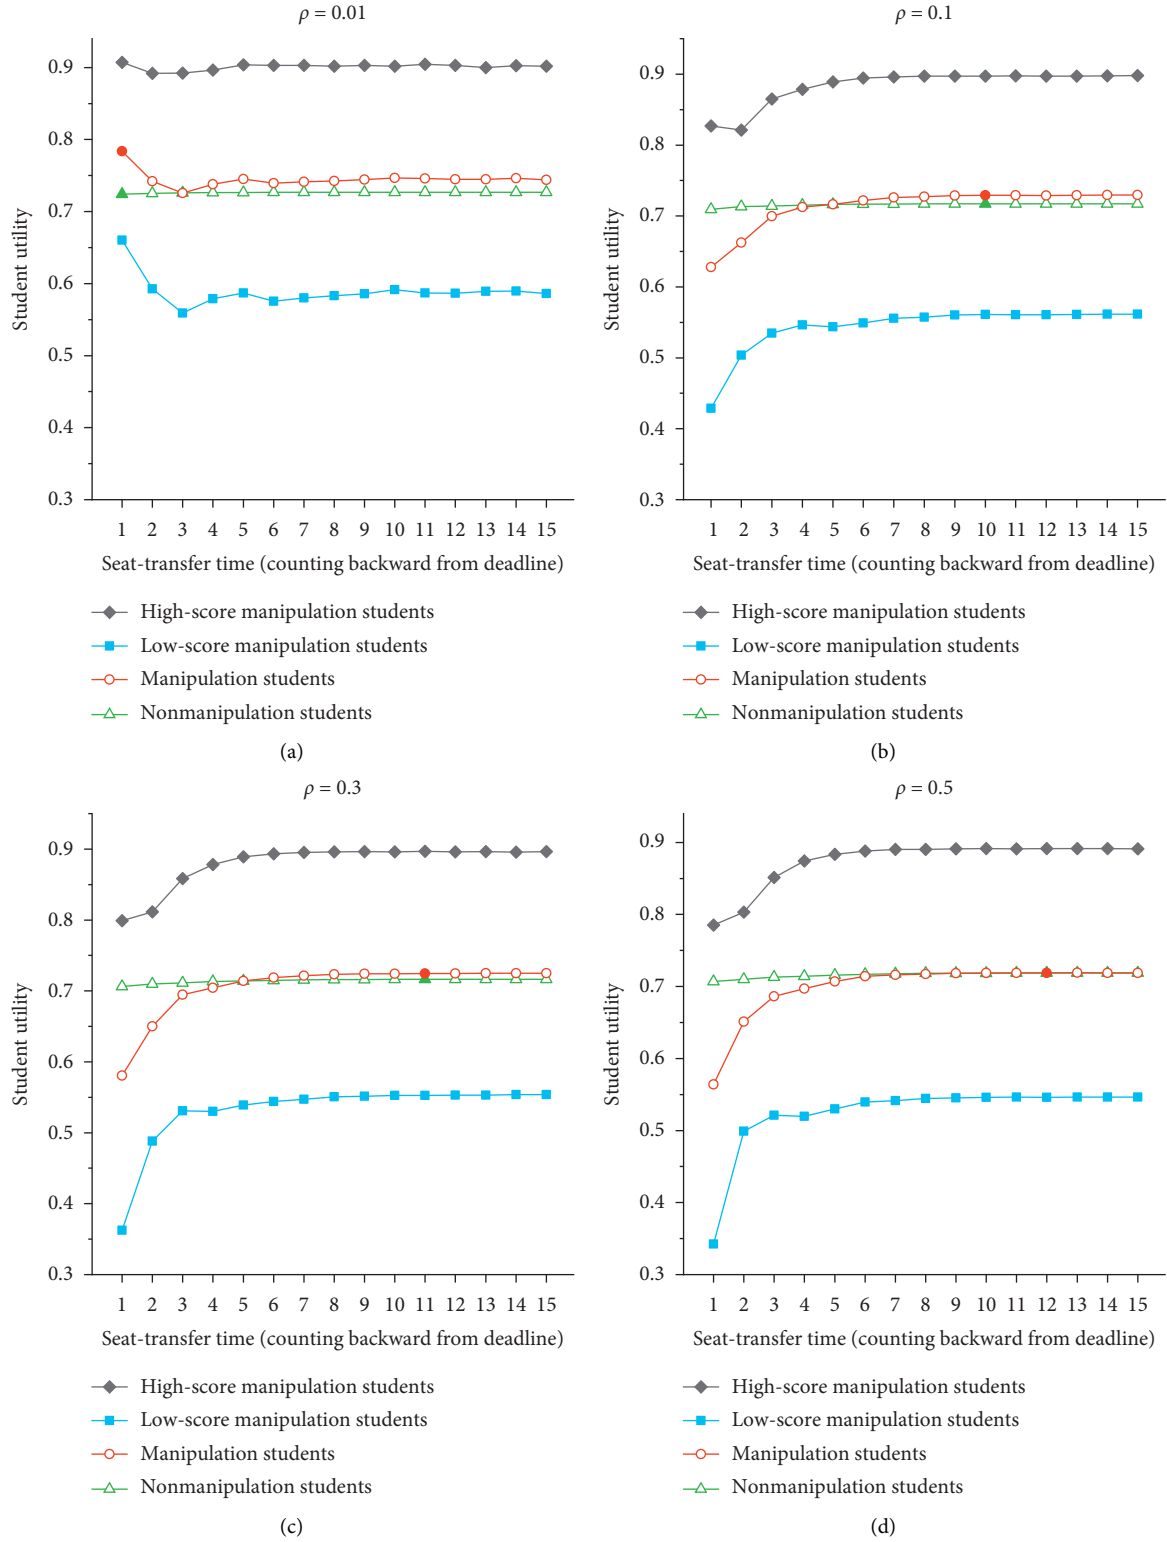 ρ = 0.01
0.9
0.8
0.7
0.6
0.5
0.4
0.3
Student utility
1 2 3 4 5 6 7 8 9 10 11 12 13 14 15
Seat-transfer time (counting backward from deadline)
High-score manipulation students
Low-score manipulation students
Manipulation students
Nonmanipulation students
(a)
ρ = 0.1
0.9
0.8
0.7
0.6
0.5
0.4
0.3
Student utility
1 2 3 4 5 6 7 8 9 10 11 12 13 14 15
Seat-transfer time (counting backward from deadline)
High-score manipulation students
Low-score manipulation students
Manipulation students
Nonmanipulation students
(b)
ρ = 0.3
0.9
0.8
0.7
0.6
0.5
0.4
0.3
Student utility
1 2 3 4 5 6 7 8 9 10 11 12 13 14 15
Seat-transfer time (counting backward from deadline)
High-score manipulation students
Low-score manipulation students
Manipulation students
Nonmanipulation students
(c)
ρ = 0.5
0.9
0.8
0.7
0.6
0.5
0.4
0.3
Student utility
1 2 3 4 5 6 7 8 9 10 11 12 13 14 15
Seat-transfer time (counting backward from deadline)
High-score manipulation students
Low-score manipulation students
Manipulation students
Nonmanipulation students
(d)